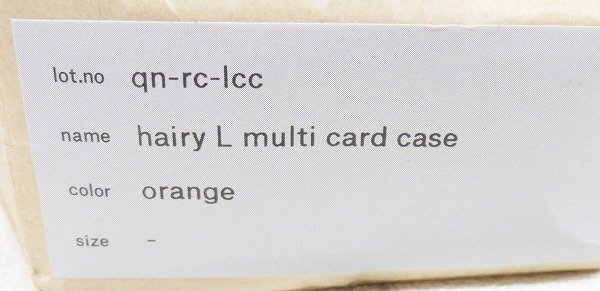 lot.no qn-rc-lcc
name hairy L multi card case
color orange
size -